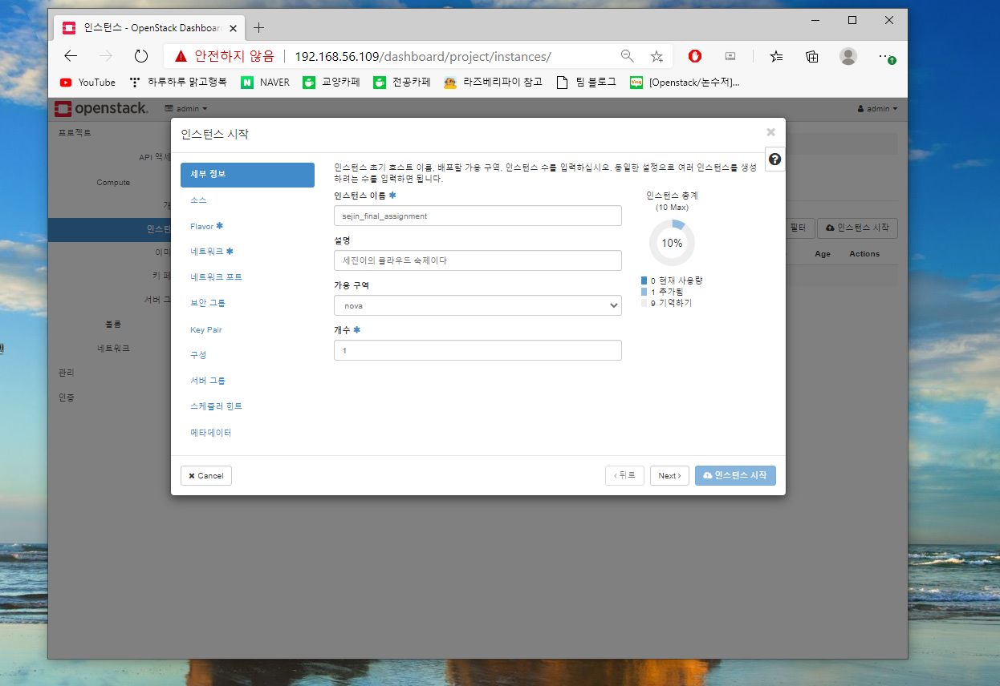 인스턴스 - OpenStack Dashboar
안전하지 않음 | 192.168.56.109/dashboard/project/instances/
YouTube 하루하루 맑고행복 NAVER 교양카페 전공카페 라즈베리파이 참고 팀 블로그 [Openstack/논수저]...
openstack. admin admin
프로젝트
API 액세
Compute
개
인스턴
이미
키 페
서버 그
볼륨
네트워크
관리
인증
필터 인스턴스 시작
Age Actions
인스턴스 시작
세부 정보
소스
Flavor *
네트워크 *
네트워크 포트
보안 그룹
Key Pair
구성
서버 그룹
스케줄러 힌트
메타데이터
인스턴스 초기 호스트 이름, 배포할 가용 구역, 인스턴스 수를 입력하십시오. 동일한 설정으로 여러 인스턴스를 생성
하려는 수를 입력하면 됩니다.
인스턴스 이름 *
sejin_final_assignment
설명
세진이의 클라우드 숙제이다
가용 구역
nova
개수 *
1
인스턴스 총계
(10 Max)
10%
0 현재 사용량
1 추가됨
9 기억하기
Cancel
뒤로 Next 인스턴스 시작